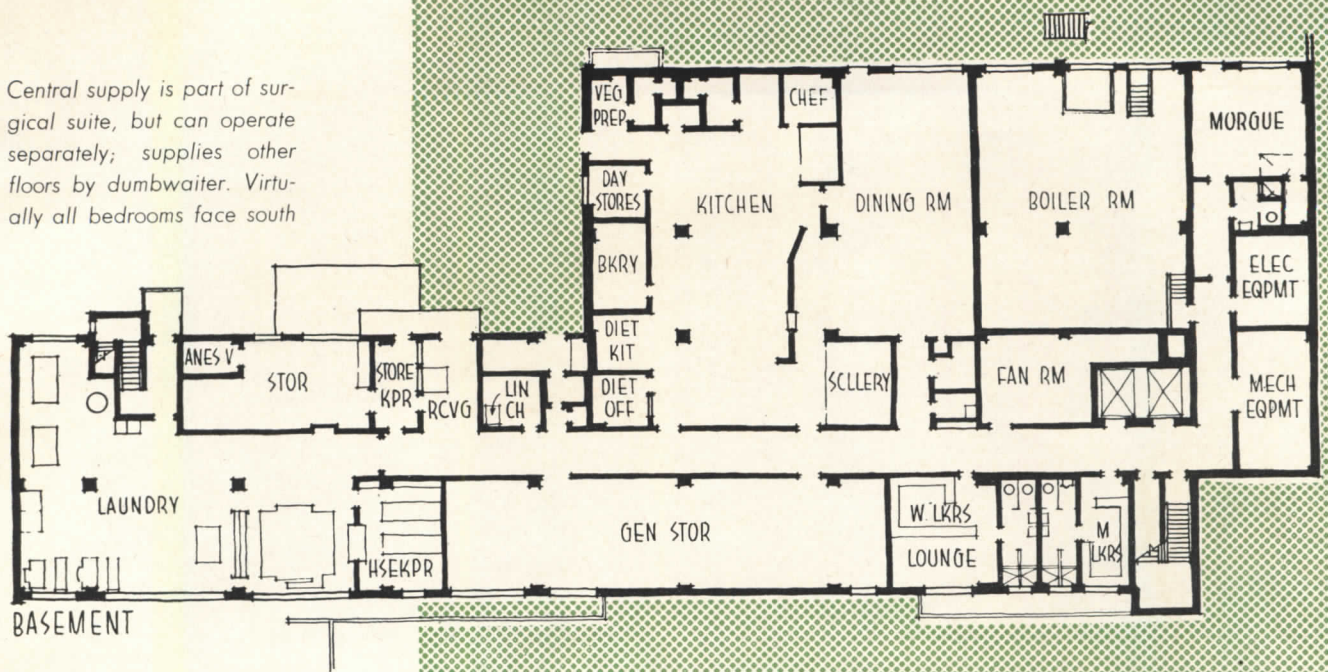 Central supply is part of sur-
gical suite, but can operate
separately; supplies other
floors by dumbwaiter. Virtu-
ally all bedrooms face south
VEG
PREP
CHEF
MORGUE
DAY
STORES
KITCHEN
DINING RM
BOILER RM
BKRY
ELEC
EQPMT
DIET
KIT
ANES V
STOR
STORE
KPR
RCVG
LIN
CH
DIET
OFF
SCLLERY
FAN RM
MECH
EQPMT
LAUNDRY
HSEKPR
GEN STOR
W. LKRS
LOUNGE
M
LKRS
BASEMENT